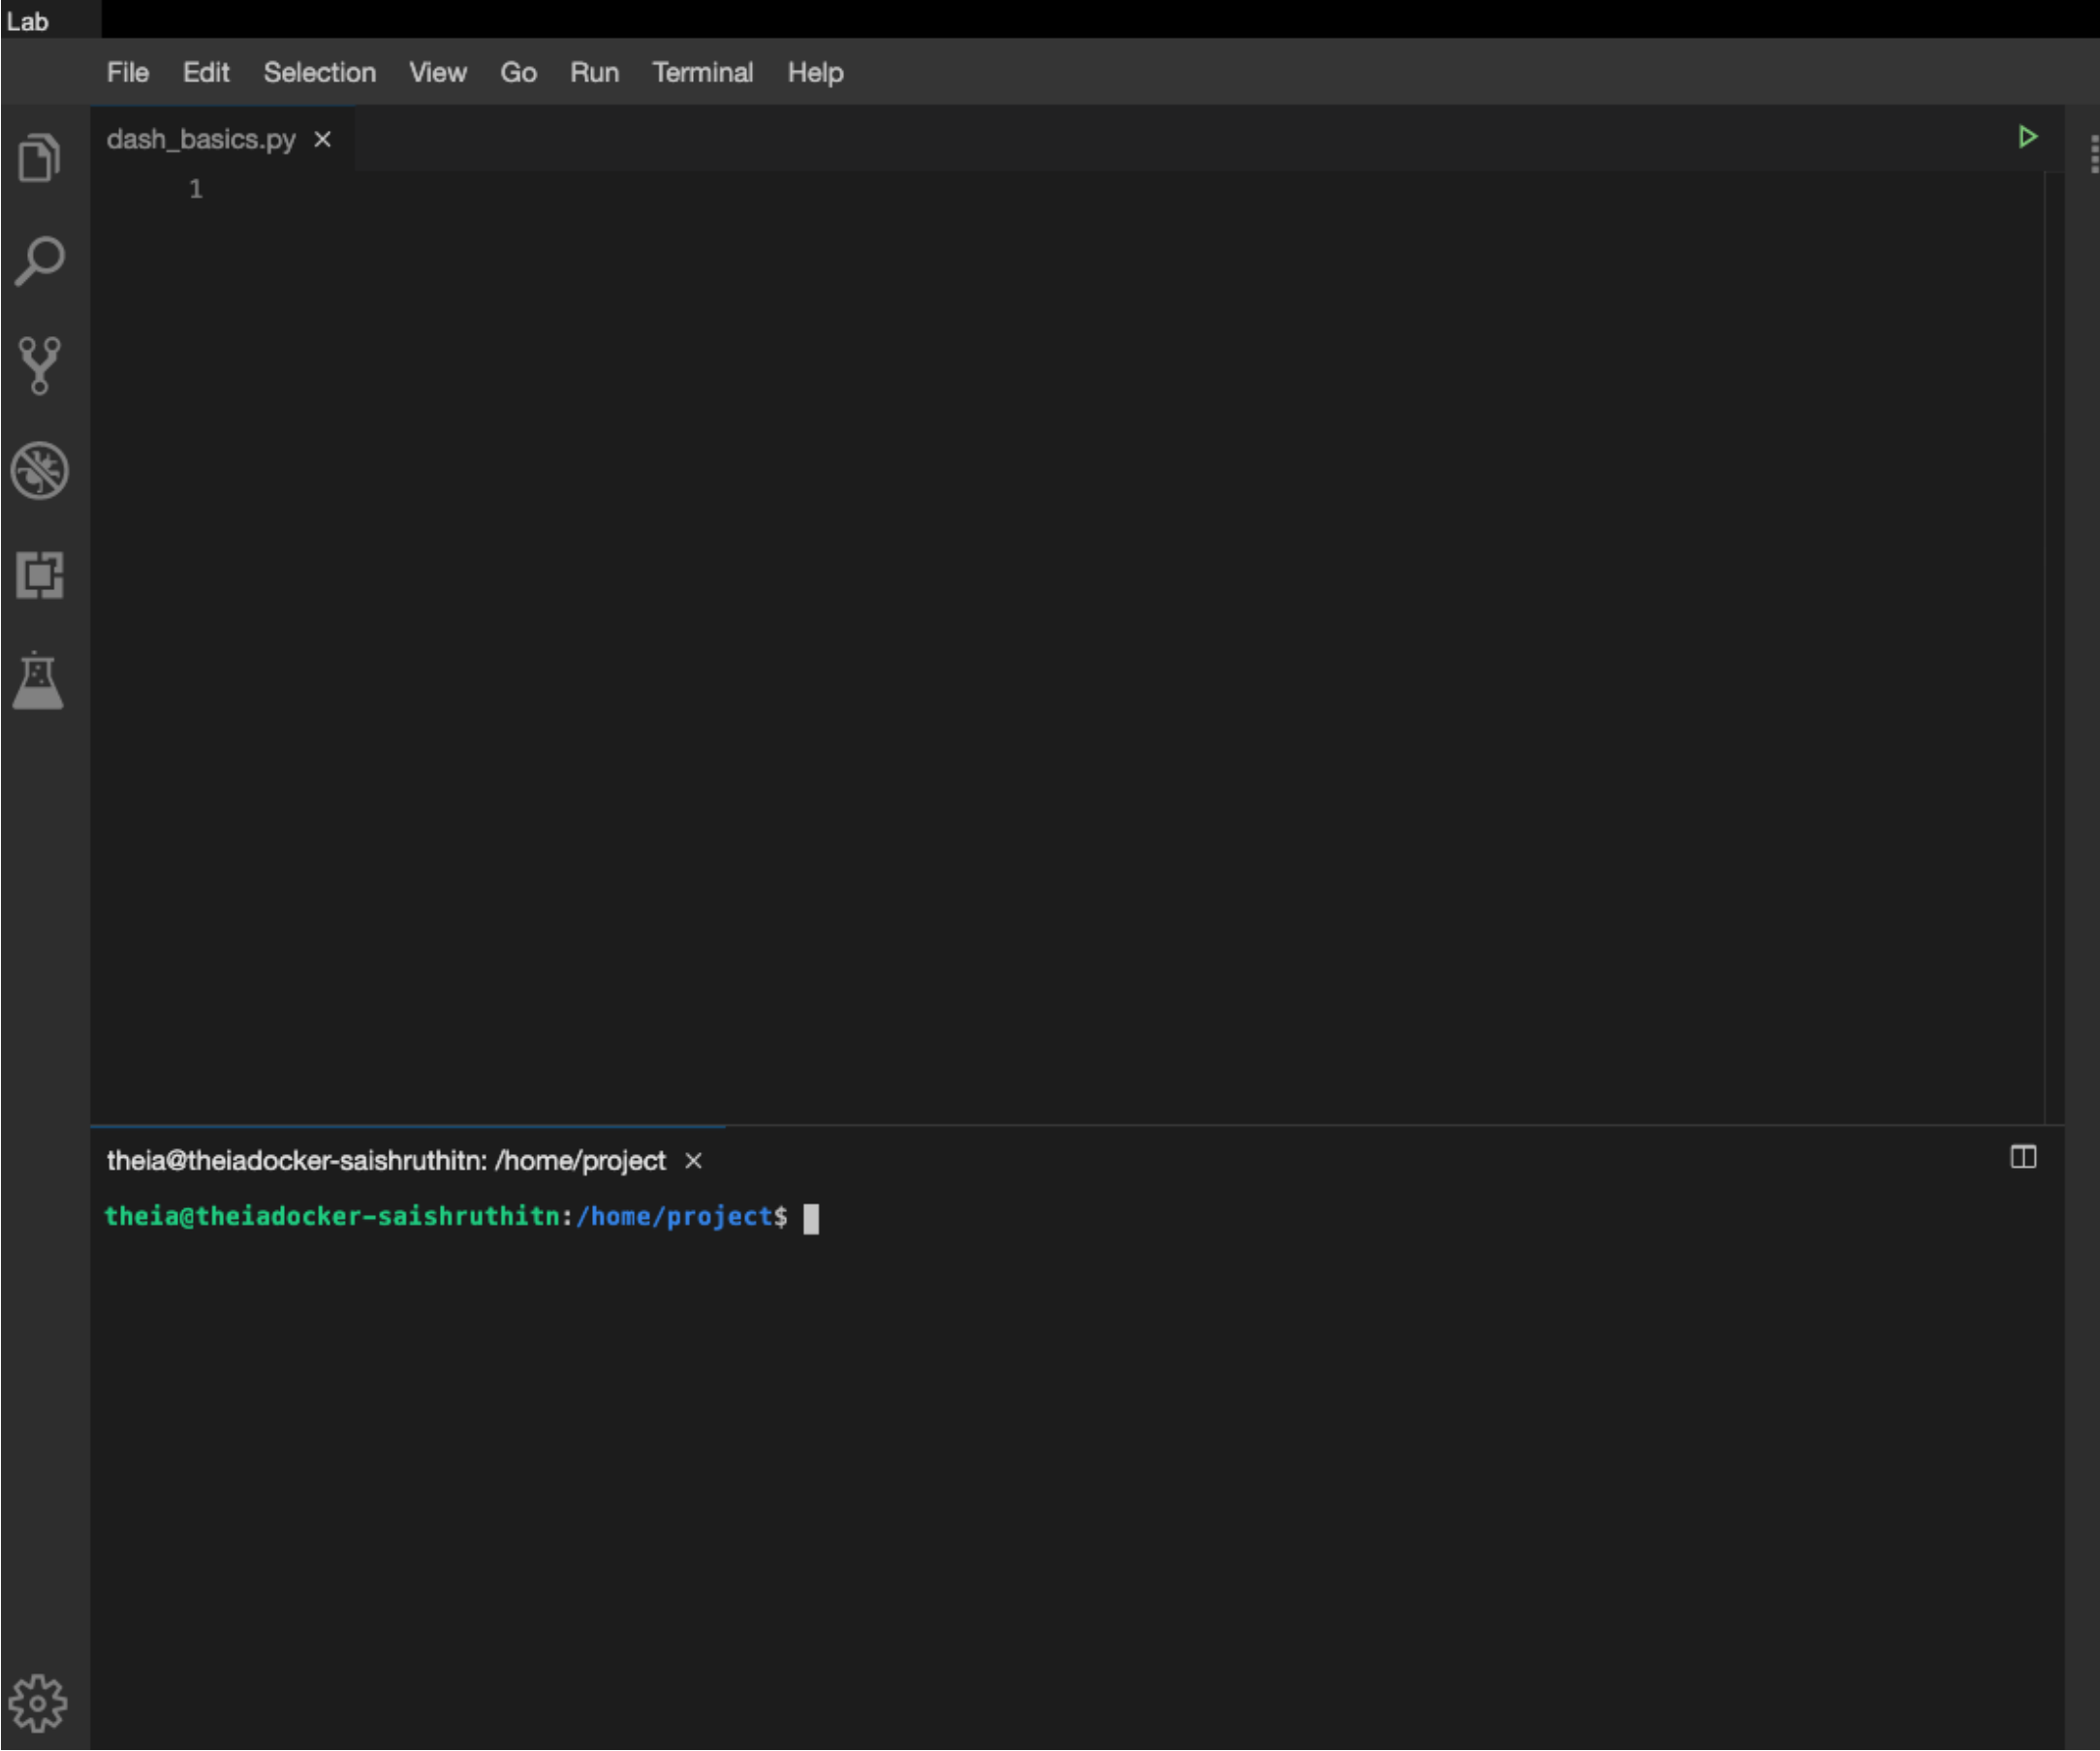 Lab
File Edit Selection View Go Run Terminal Help
dash_basics.py ×
1
theia@theiadocker-saishruthitn: /home/project ×
theia@theiadocker-saishruthitn:/home/project$